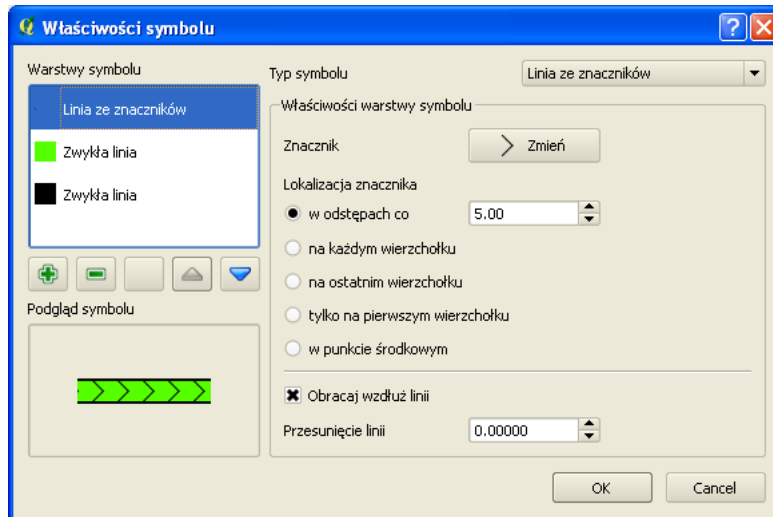 Właściwości symbolu
Warstwy symbolu
Linia ze znaczników
Zwykła linia
Zwykła linia
Podgląd symbolu
Typ symbolu
Linia ze znaczników
Właściwości warstwy symbolu
Znacznik
Zmień
Lokalizacja znacznika
w odstępach co
5.00
na każdym wierzchołku
na ostatnim wierzchołku
tylko na pierwszym wierzchołku
w punkcie środkowym
Obracaj wzdłuż linii
Przesunięcie linii
0.00000
OK
Cancel